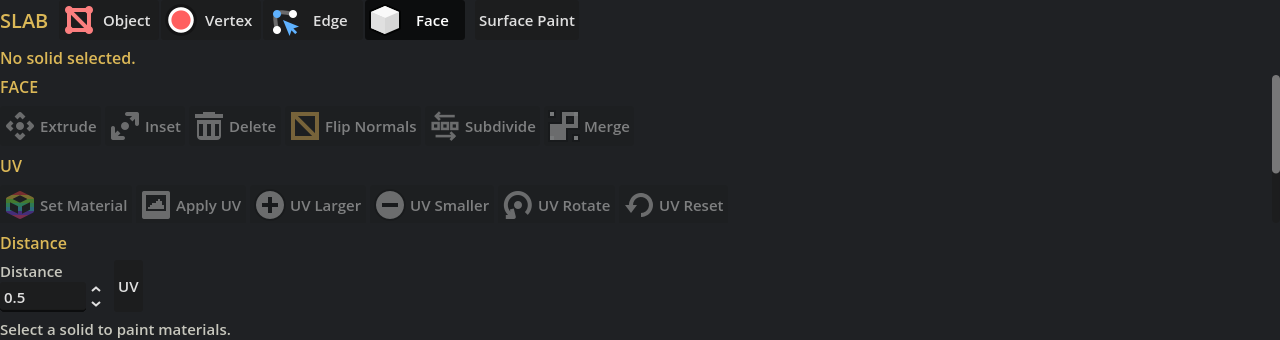 SLAB Object Vertex Edge Face Surface Paint
No solid selected.
FACE
Extrude Inset Delete Flip Normals Subdivide Merge
UV
Set Material Apply UV UV Larger UV Smaller UV Rotate UV Reset
Distance
Distance
0.5 UV
Select a solid to paint materials.